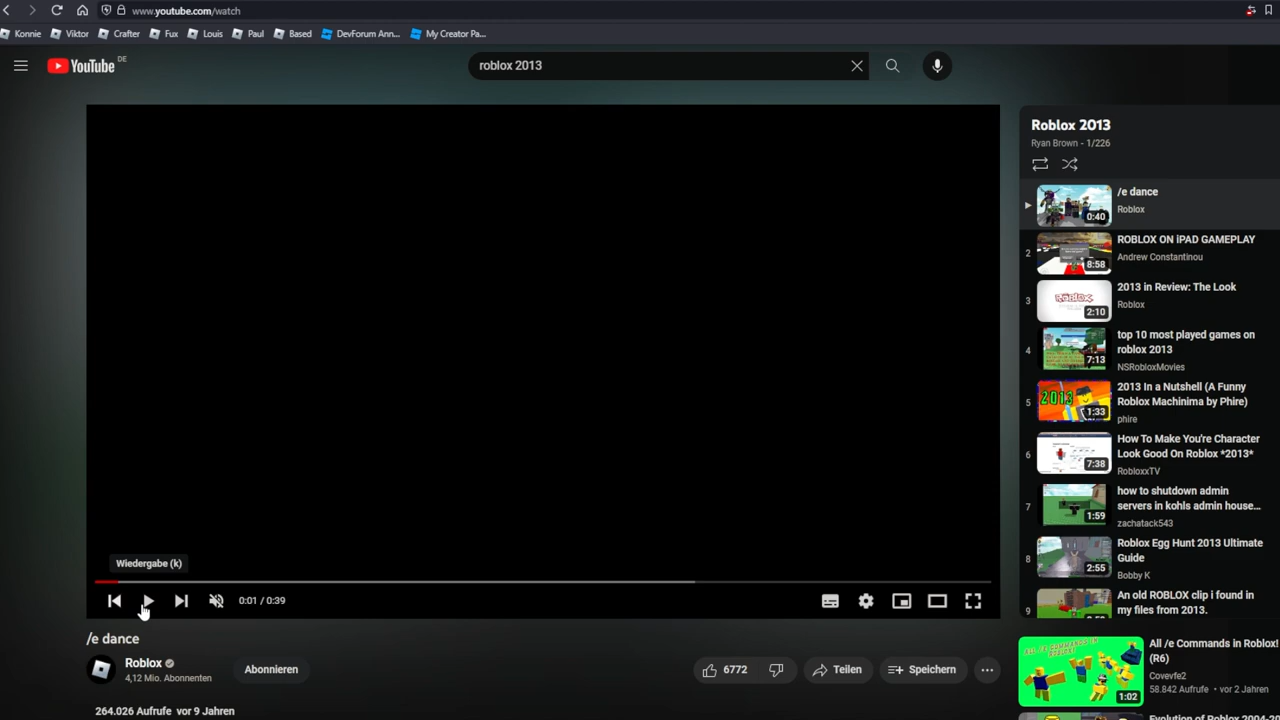 www.youtube.com/watch
Konnie Viktor Crafter Fux Louis Paul Based DevForum Ann... My Creator Pa...
YouTube DE
roblox 2013
Roblox 2013
Ryan Brown - 1/226
/e dance
Roblox
0:40
2
ROBLOX ON iPAD GAMEPLAY
Andrew Constantinou
8:58
3
2013 in Review: The Look
Roblox
ROBLOX
2:10
4
top 10 most played games on
roblox 2013
NSRobloxMovies
7:13
5
2013 In a Nutshell (A Funny
Roblox Machinima by Phire)
phire
2013
1:33
6
How To Make You're Character
Look Good On Roblox *2013*
RobloxxTV
7:38
7
how to shutdown admin
servers in kohls admin house...
zachatack543
1:59
8
Roblox Egg Hunt 2013 Ultimate
Guide
Bobby K
2:55
9
An old ROBLOX clip i found in
my files from 2013.
Wiedergabe (k)
0:01 / 0:39
/e dance
Roblox
4,12 Mio. Abonnenten
Abonnieren
6772
Teilen
Speichern
264.026 Aufrufe vor 9 Jahren
ALL /E COMMANDS IN
ROBLOX!
All /e Commands in Roblox!
(R6)
Covevfe2
58.842 Aufrufe • vor 2 Jahren
1:02